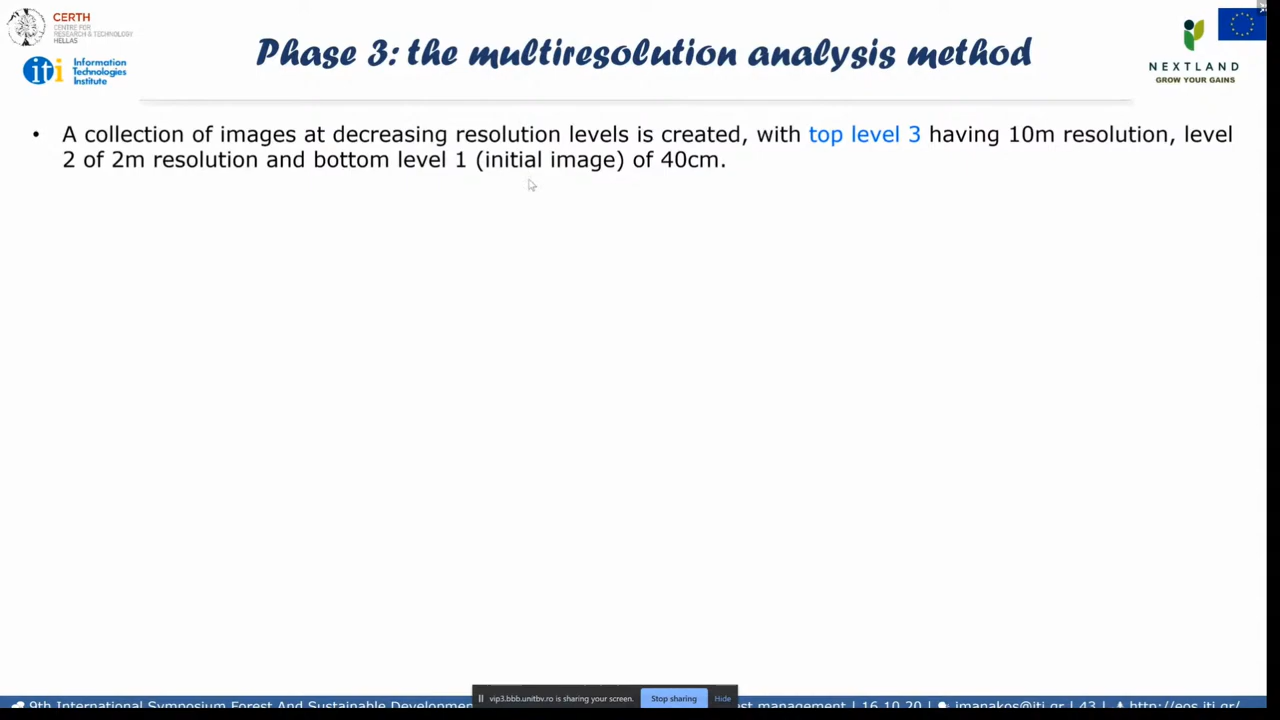 CERTH
CENTRE FOR
RESEARCH & TECHNOLOGY
HELLAS
iti Information
Technologies
Institute
Phase 3: the multiresolution analysis method
NEXTLAND
GROW YOUR GAINS
• A collection of images at decreasing resolution levels is created, with top level 3 having 10m resolution, level
2 of 2m resolution and bottom level 1 (initial image) of 40cm.
vip3.bbb.unitbv.ro is sharing your screen. Stop sharing Hide
9th International Symposium Forest And Sustainable Developmen st management | 16.10.20 | imanakos@iti.gr | 43 | http://eos.iti.gr/